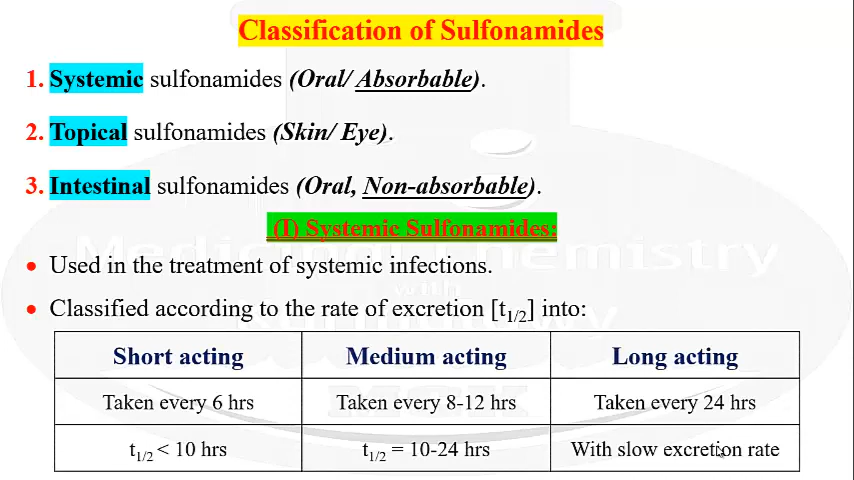 Classification of Sulfonamides
1. Systemic sulfonamides (Oral/ Absorbable).
2. Topical sulfonamides (Skin/ Eye).
3. Intestinal sulfonamides (Oral, Non-absorbable).
(I) Systemic Sulfonamides:
Medicinal Chemistry
• Used in the treatment of systemic infections.
with
• Classified according to the rate of excretion [t1/2] into:
Short acting Medium acting Long acting
Taken every 6 hrs Taken every 8-12 hrs Taken every 24 hrs
t1/2 < 10 hrs t1/2 = 10-24 hrs With slow excretion rate